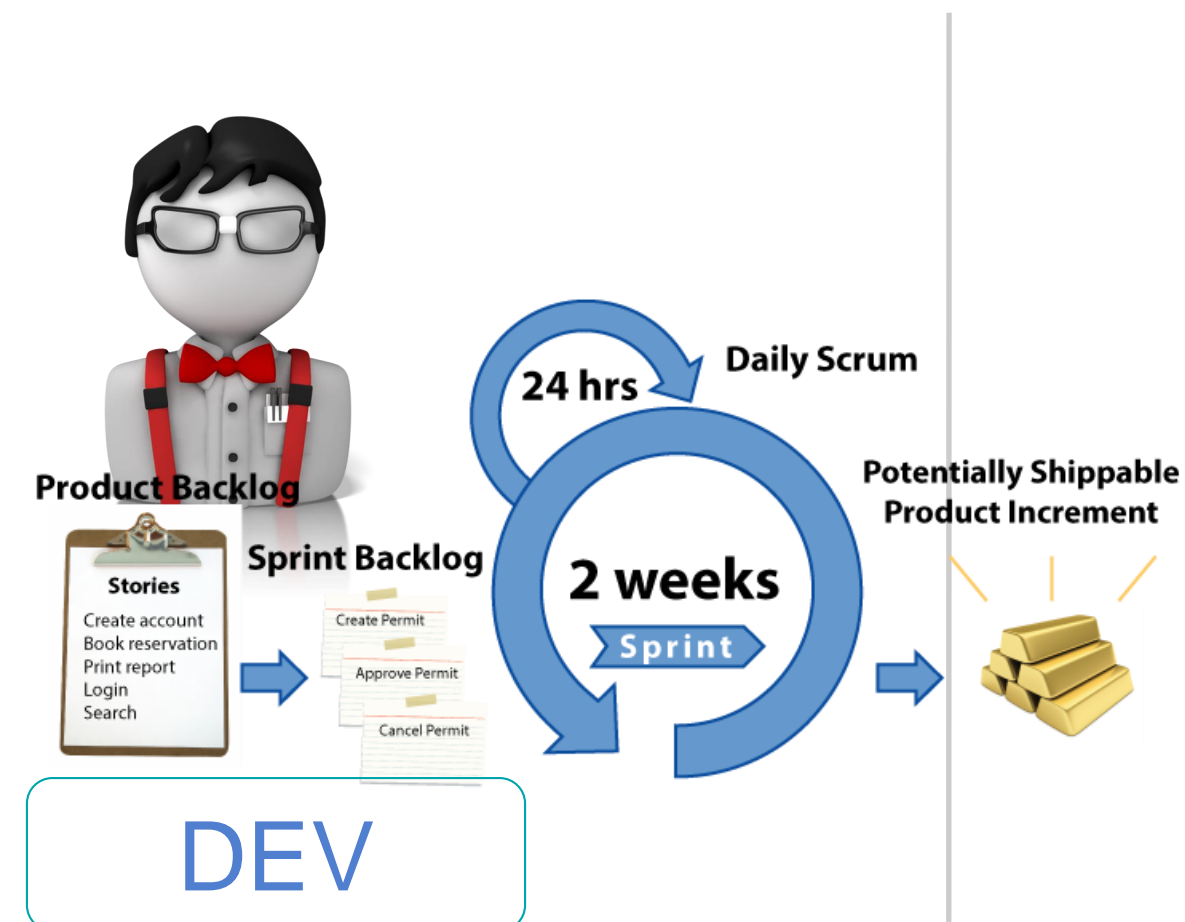 24 hrs
Daily Scrum
Product Backlog
Stories
Create account
Book reservation
Print report
Login
Search
Sprint Backlog
Create Permit
Approve Permit
Cancel Permit
2 weeks
Sprint
Potentially Shippable
Product Increment
DEV